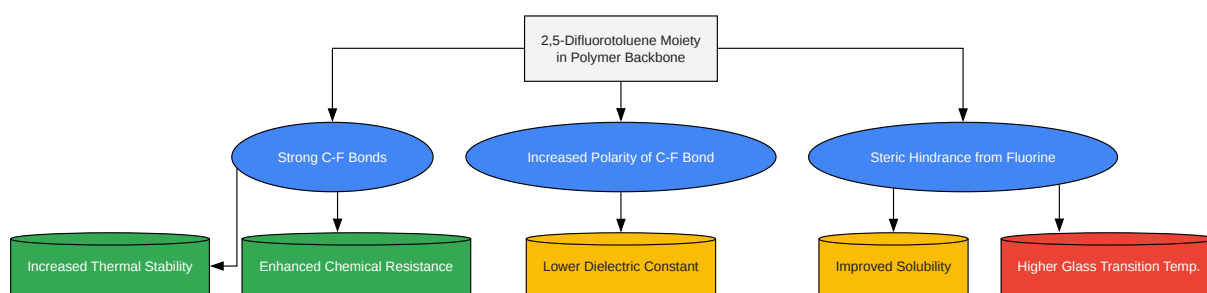 2,5-Difluorotoluene Moiety
in Polymer Backbone
Strong C-F Bonds
Increased Polarity of C-F Bond
Steric Hindrance from Fluorine
Increased Thermal Stability
Enhanced Chemical Resistance
Lower Dielectric Constant
Improved Solubility
Higher Glass Transition Temp.